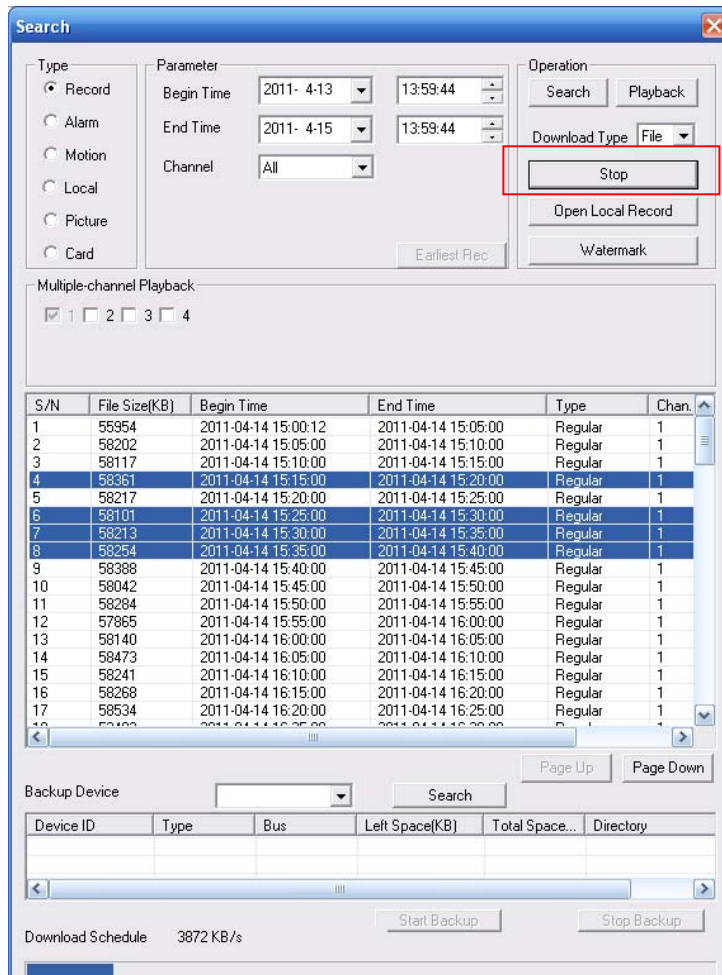 Search
Type
Parameter
Operation
Record
Begin Time 2011- 4-13 13:59:44
Search Playback
Alarm
End Time 2011- 4-15 13:59:44
Download Type File
Motion
Channel All
Stop
Local
Open Local Record
Picture
Card
Earliest Rec
Watermark
Multiple-channel Playback
1 2 3 4
S/N File Size(KB) Begin Time End Time Type Chan.
1 55954 2011-04-14 15:00:12 2011-04-14 15:05:00 Regular 1
2 58202 2011-04-14 15:05:00 2011-04-14 15:10:00 Regular 1
3 58117 2011-04-14 15:10:00 2011-04-14 15:15:00 Regular 1
4 58361 2011-04-14 15:15:00 2011-04-14 15:20:00 Regular 1
5 58217 2011-04-14 15:20:00 2011-04-14 15:25:00 Regular 1
6 58101 2011-04-14 15:25:00 2011-04-14 15:30:00 Regular 1
7 58213 2011-04-14 15:30:00 2011-04-14 15:35:00 Regular 1
8 58254 2011-04-14 15:35:00 2011-04-14 15:40:00 Regular 1
9 58388 2011-04-14 15:40:00 2011-04-14 15:45:00 Regular 1
10 58042 2011-04-14 15:45:00 2011-04-14 15:50:00 Regular 1
11 58284 2011-04-14 15:50:00 2011-04-14 15:55:00 Regular 1
12 57865 2011-04-14 15:55:00 2011-04-14 16:00:00 Regular 1
13 58140 2011-04-14 16:00:00 2011-04-14 16:05:00 Regular 1
14 58473 2011-04-14 16:05:00 2011-04-14 16:10:00 Regular 1
15 58241 2011-04-14 16:10:00 2011-04-14 16:15:00 Regular 1
16 58268 2011-04-14 16:15:00 2011-04-14 16:20:00 Regular 1
17 58534 2011-04-14 16:20:00 2011-04-14 16:25:00 Regular 1
Page Up Page Down
Backup Device Search
Device ID Type Bus Left Space(KB) Total Space... Directory
Start Backup Stop Backup
Download Schedule 3872 KB/s